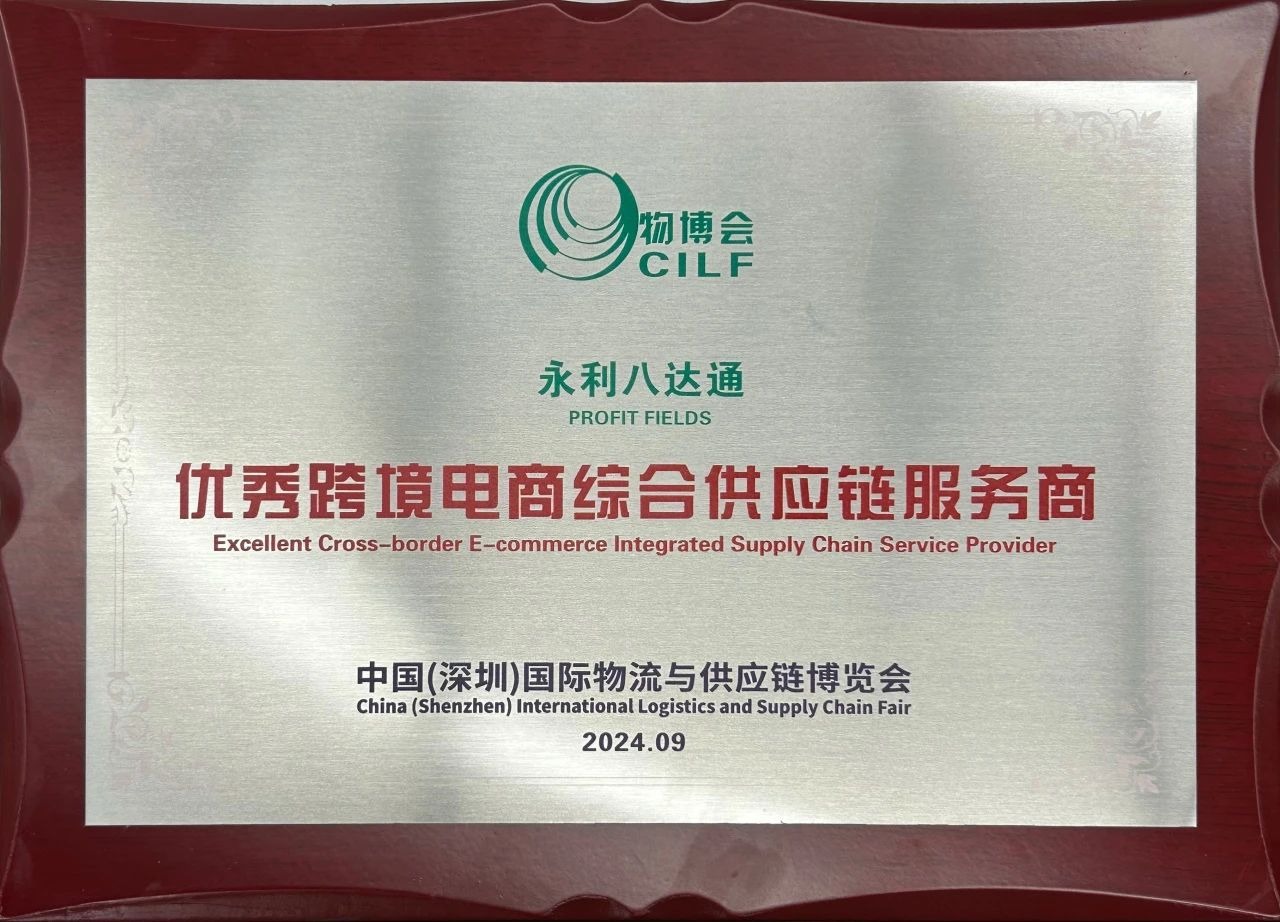 物博会
CILF
永利八达通
PROFIT FIELDS
优秀跨境电商综合供应链服务商
Excellent Cross-border E-commerce Integrated Supply Chain Service Provider
中国(深圳)国际物流与供应链博览会
China (Shenzhen) International Logistics and Supply Chain Fair
2024.09